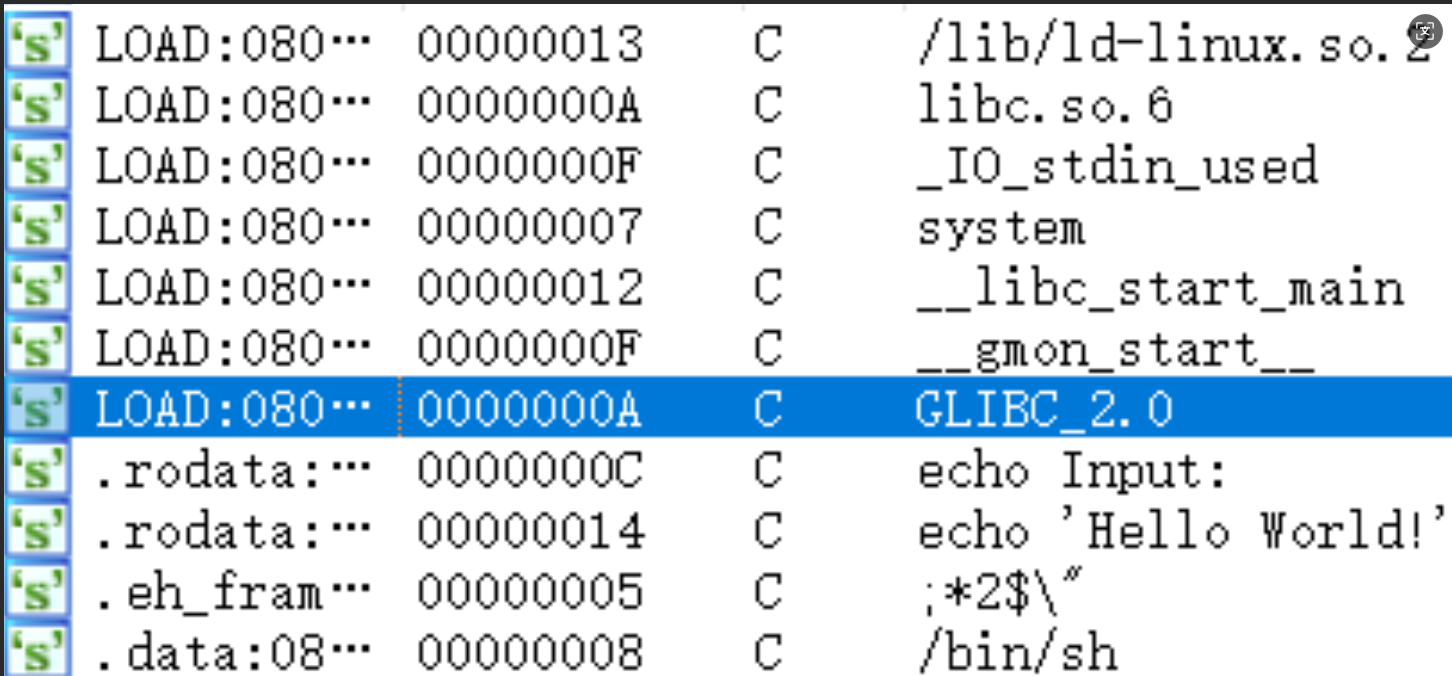 's' LOAD:080… 00000013 C /lib/ld-linux.so.2
's' LOAD:080… 0000000A C libc.so.6
's' LOAD:080… 0000000F C _IO_stdin_used
's' LOAD:080… 00000007 C system
's' LOAD:080… 00000012 C __libc_start_main
's' LOAD:080… 0000000F C __gmon_start__
's' LOAD:080… 0000000A C GLIBC_2.0
's' .rodata:… 0000000C C echo Input:
's' .rodata:… 00000014 C echo 'Hello World!'
's' .eh_fram… 00000005 C ;*2$\"
's' .data:08… 00000008 C /bin/sh